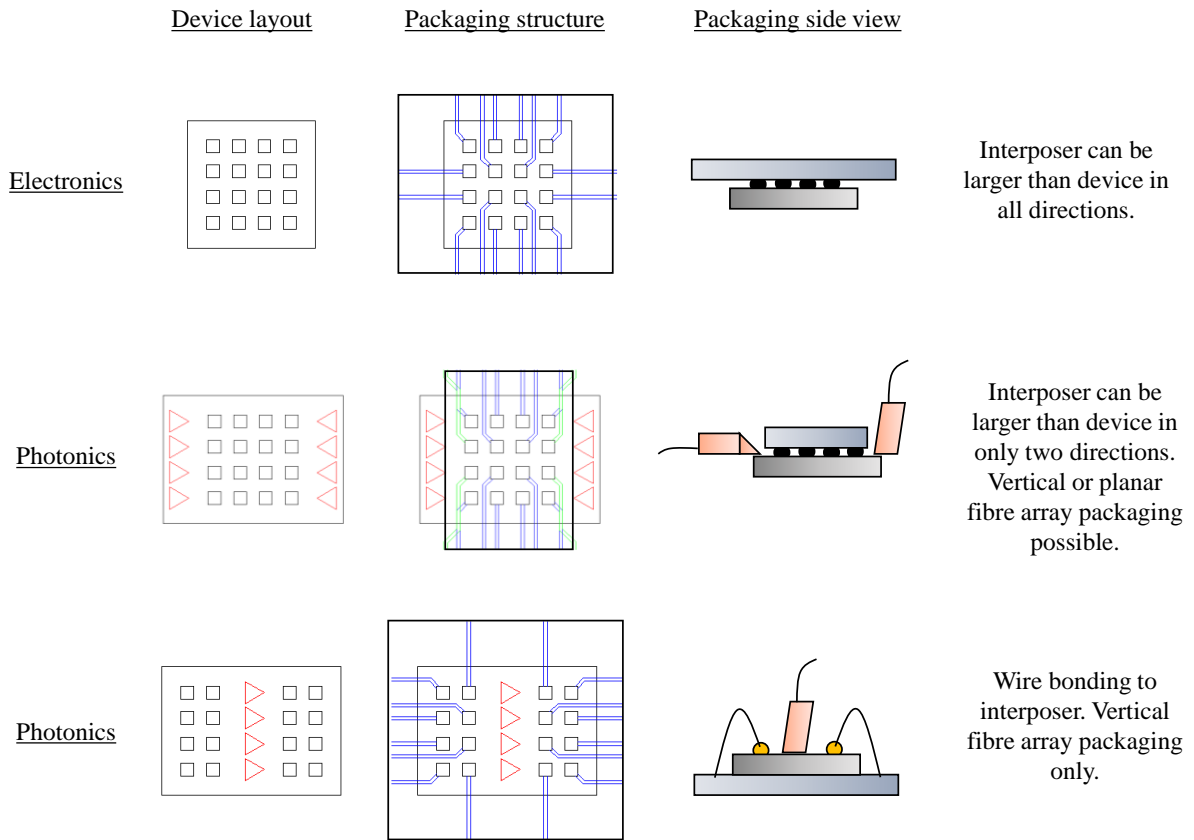 Device layout
Packaging structure
Packaging side view
Electronics
Interposer can be
larger than device in
all directions.
Photonics
Interposer can be
larger than device in
only two directions.
Vertical or planar
fibre array packaging
possible.
Photonics
Wire bonding to
interposer. Vertical
fibre array packaging
only.